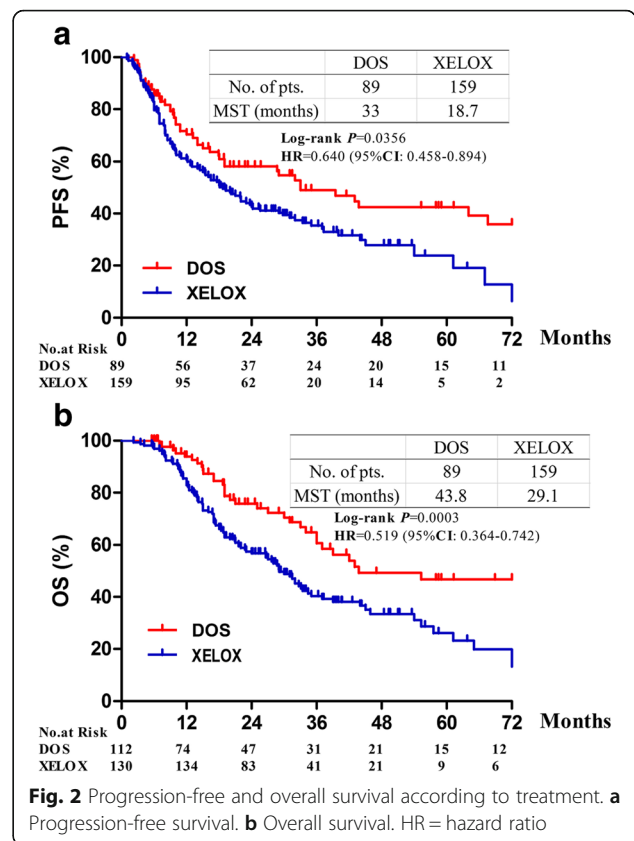 a
DOS XELOX
No. of pts. 89 159
MST (months) 33 18.7
Log-rank P=0.0356
HR=0.640 (95%CI: 0.458-0.894)
PFS (%)
100
80
60
40
20
0
DOS
XELOX
0 12 24 36 48 60 72 Months
No.at Risk
DOS 89 56 37 24 20 15 11
XELOX 159 95 62 20 14 5 2
b
DOS XELOX
No. of pts. 89 159
MST (months) 43.8 29.1
Log-rank P=0.0003
HR=0.519 (95%CI: 0.364-0.742)
OS (%)
100
80
60
40
20
0
DOS
XELOX
0 12 24 36 48 60 72 Months
No.at Risk
DOS 112 74 47 31 21 15 12
XELOX 130 134 83 41 21 9 6
Fig. 2 Progression-free and overall survival according to treatment. a
Progression-free survival. b Overall survival. HR = hazard ratio